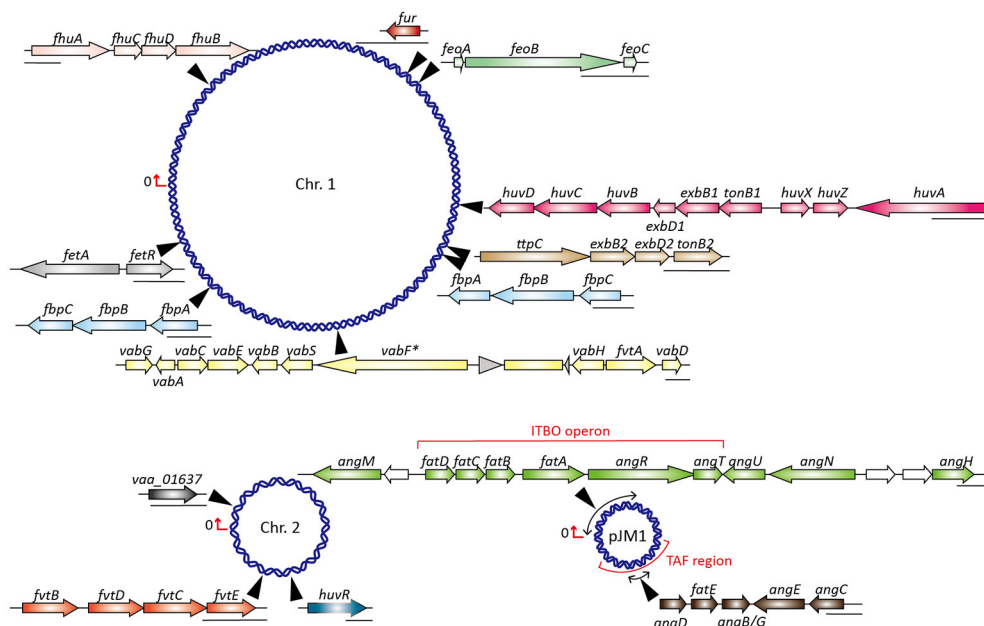 fur
fhuA fhuC fhuD fhuB
feoA feoB feoC
0
Chr. 1
huvD huvC huvB exbB1 tonB1 huvX huvZ huvA
exbD1
ttpC exbB2 exbD2 tonB2
fetA fetR
fbpA fbpB fbpC
fbpC fbpB fbpA
vabG vabC vabE vabB vabS vabF* vabH fvtA vabD
vabA
ITBO operon
angM fatD fatC fatB fatA angR angT angU angN angH
vaa_01637
0
Chr. 2
0
pJM1
TAF region
fvtB fvtD fvtC fvtE huvR
fatE angE angC
angD angB/G